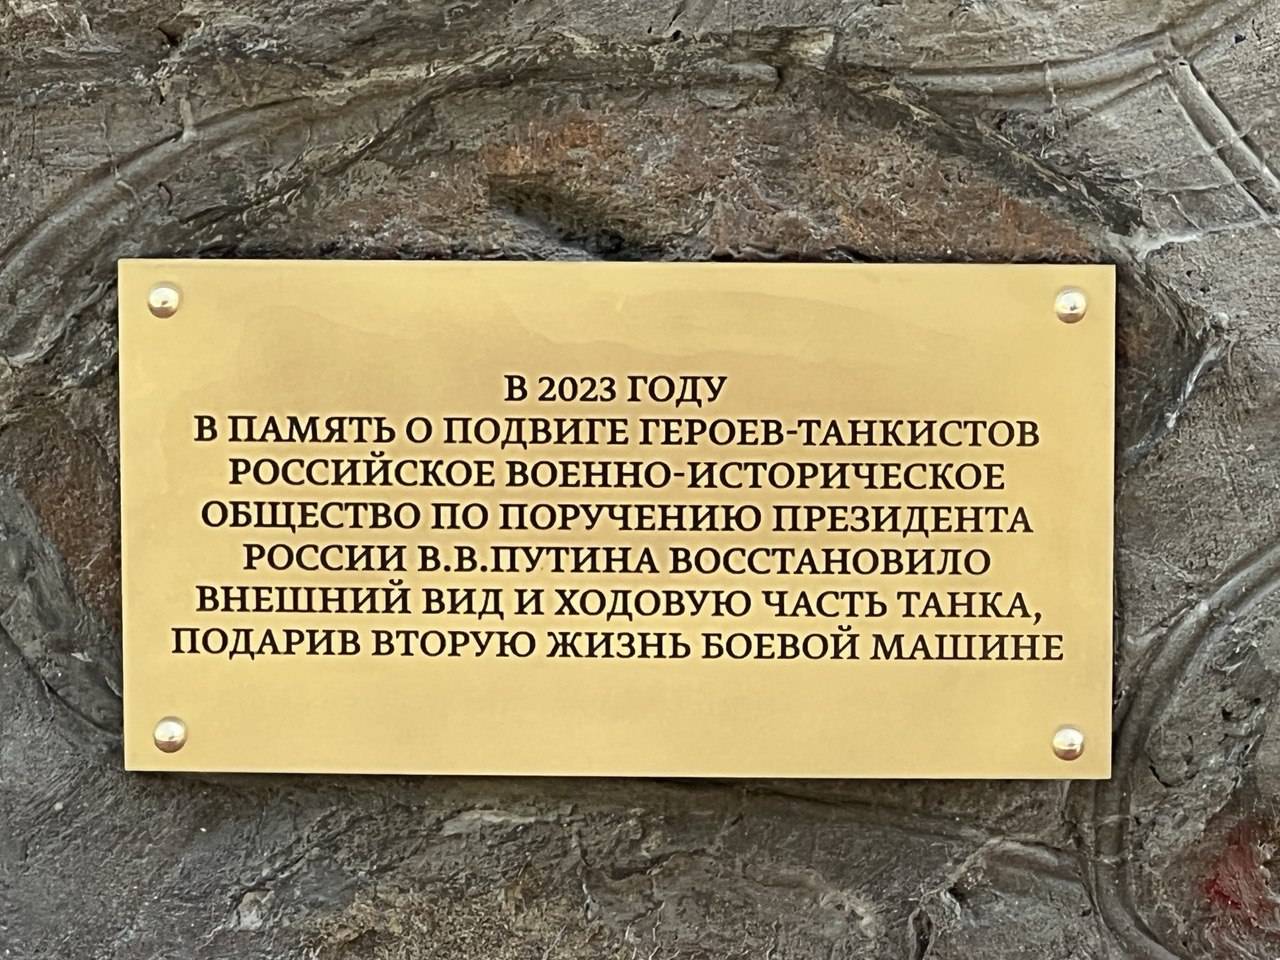 В 2023 ГОДУ
В ПАМЯТЬ О ПОДВИГЕ ГЕРОЕВ-ТАНКИСТОВ
РОССИЙСКОЕ ВОЕННО-ИСТОРИЧЕСКОЕ
ОБЩЕСТВО ПО ПОРУЧЕНИЮ ПРЕЗИДЕНТА
РОССИИ В.В.ПУТИНА ВОССТАНОВИЛО
ВНЕШНИЙ ВИД И ХОДОВУЮ ЧАСТЬ ТАНКА,
ПОДАРИВ ВТОРУЮ ЖИЗНЬ БОЕВОЙ МАШИНЕ